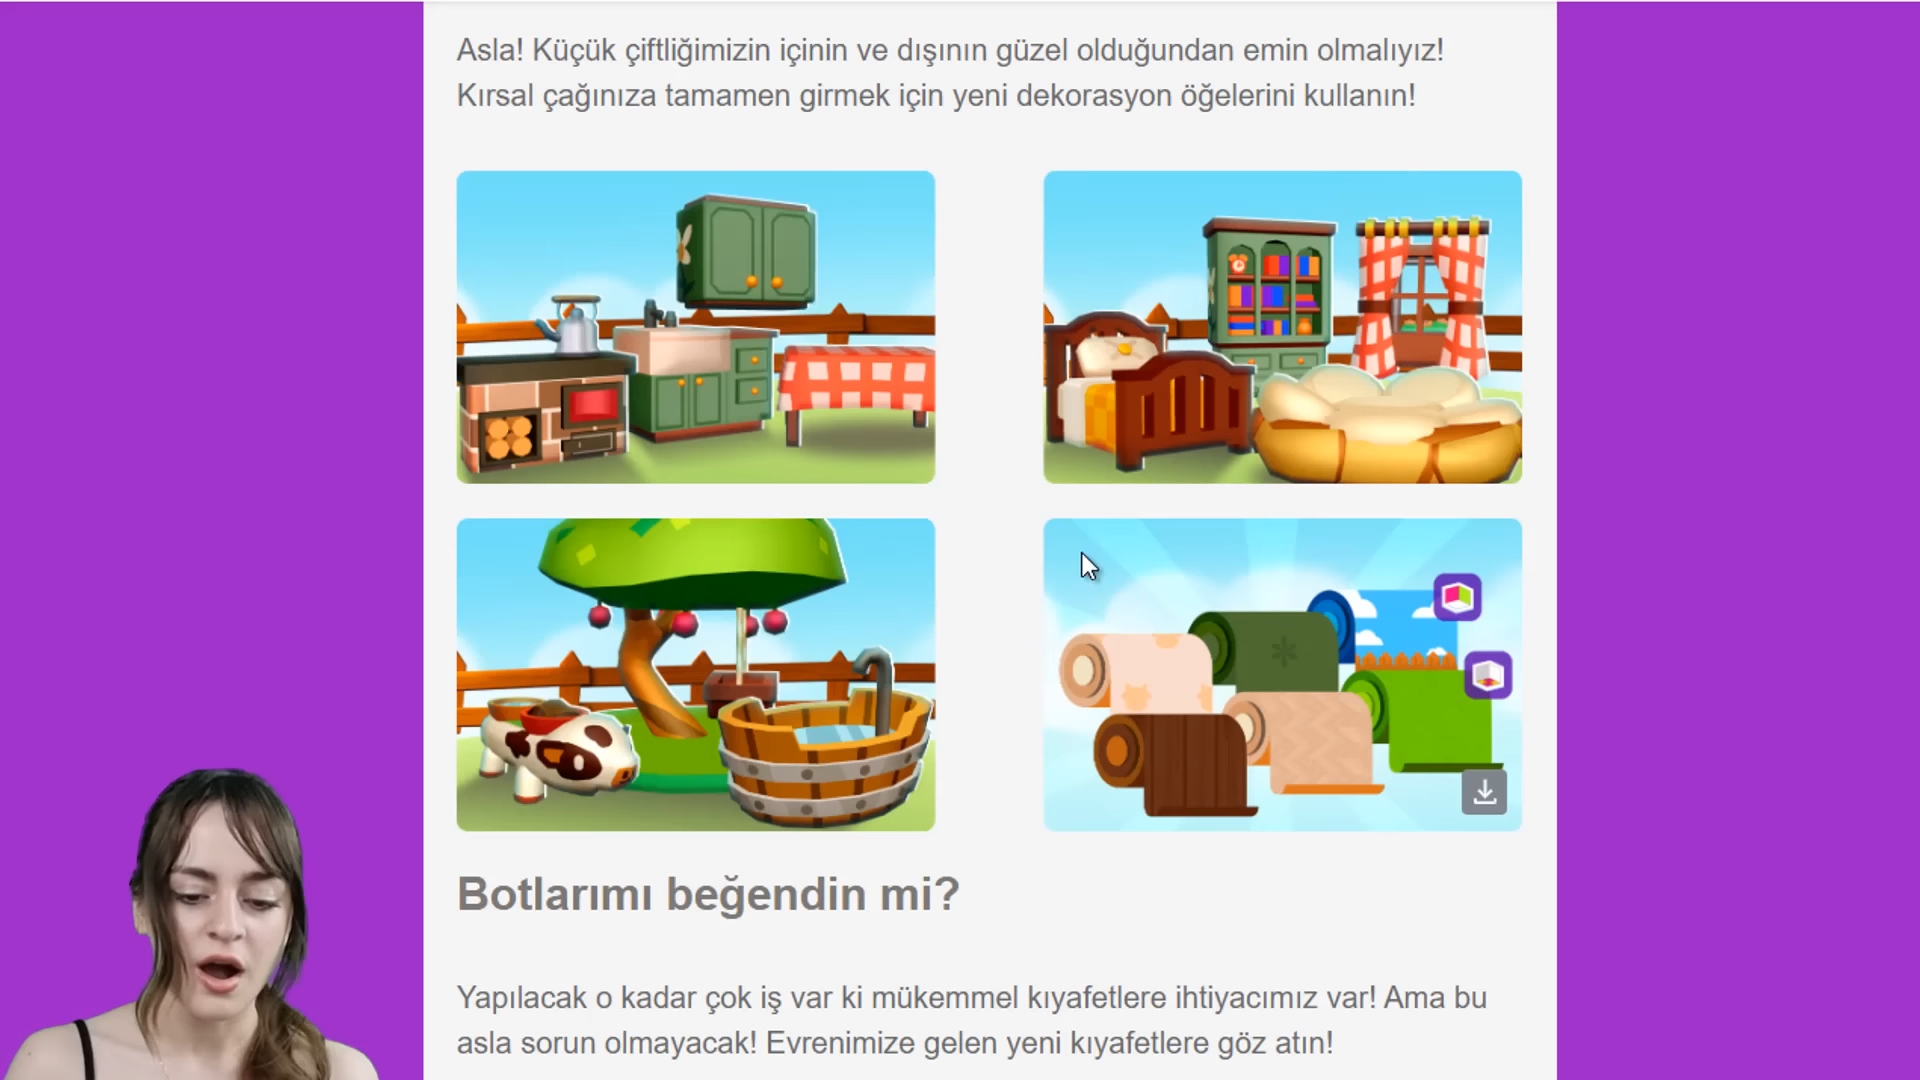 Asla! Küçük çiftliğimizin içinin ve dışının güzel olduğundan emin olmalıyız!
Kırsal çağınıza tamamen girmek için yeni dekorasyon öğelerini kullanın!
Botlarımı beğendin mi?
Yapılacak o kadar çok iş var ki mükemmel kıyafetlere ihtiyacımız var! Ama bu
asla sorun olmayacak! Evrenimize gelen yeni kıyafetlere göz atın!